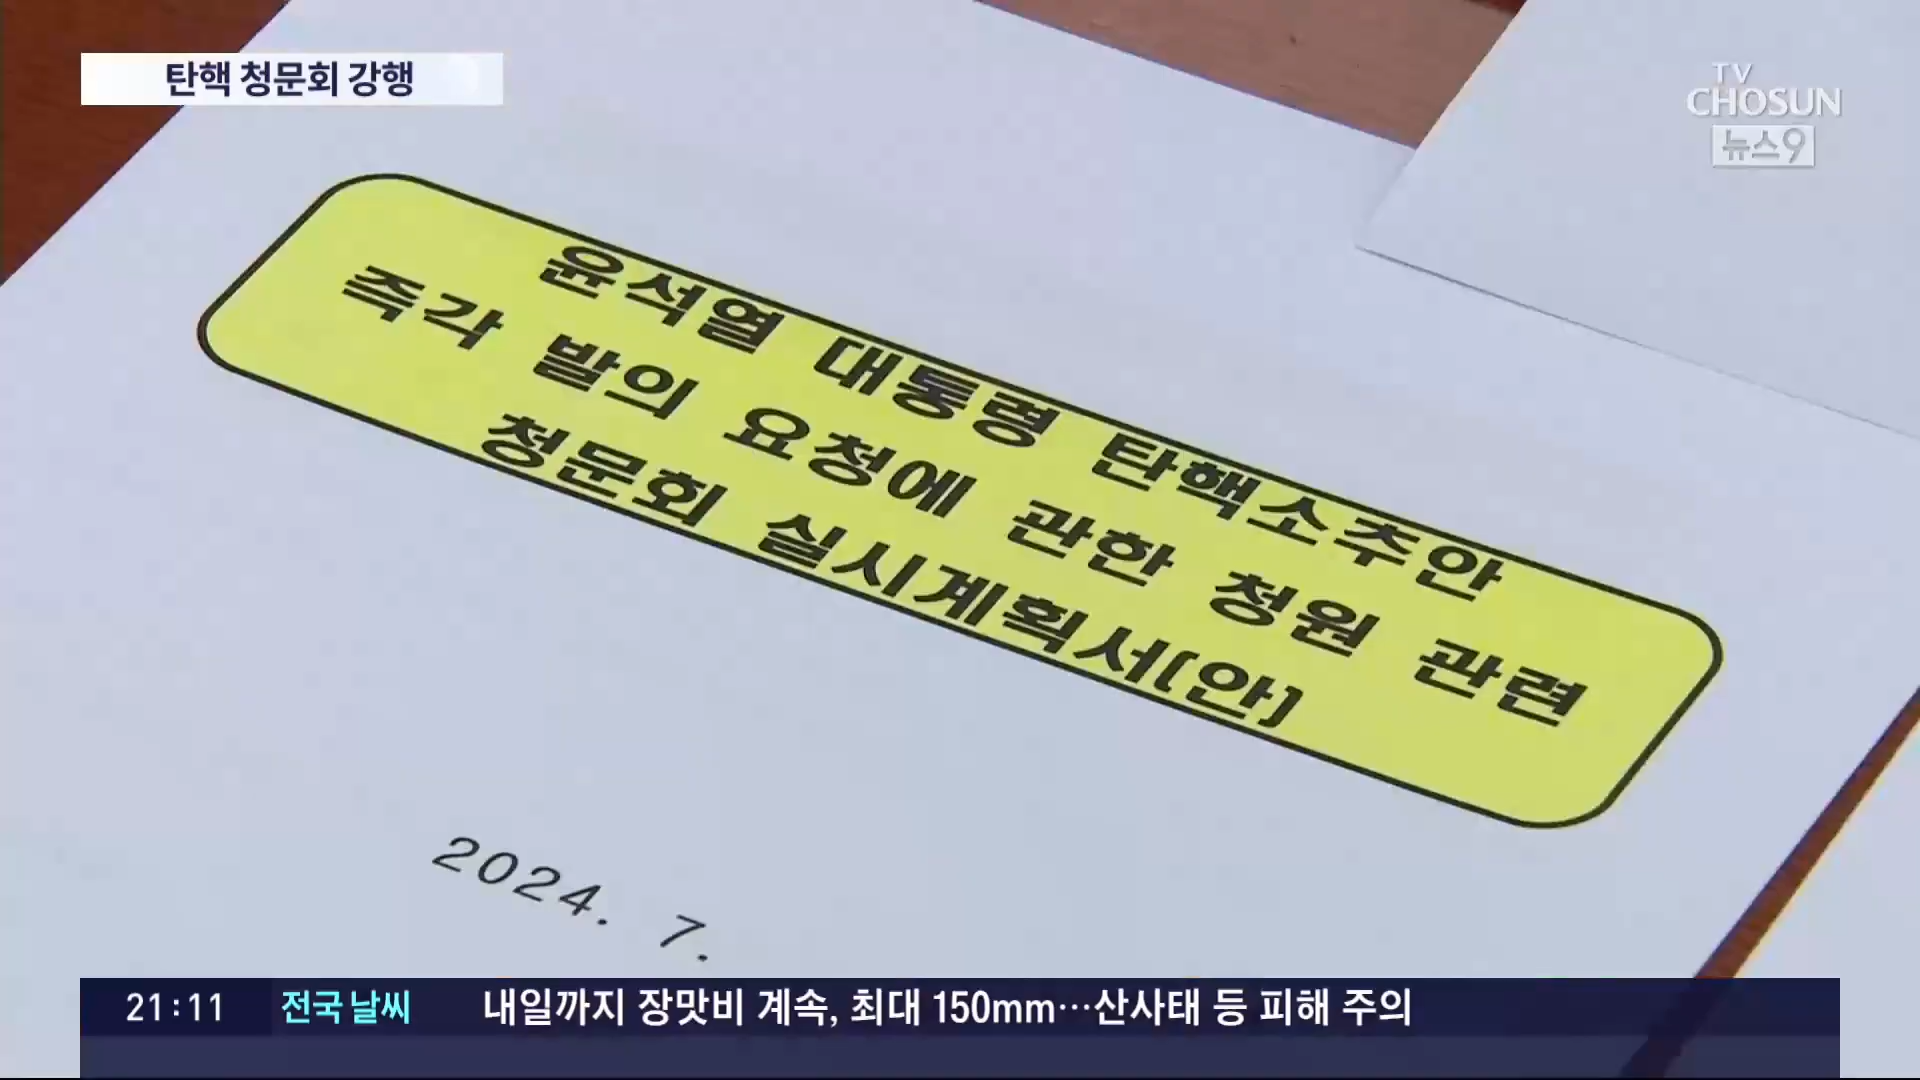 탄핵 청문회 강행
TV
CHOSUN
뉴스9
윤석열 대통령 탄핵소추안
즉각 발의 요청에 관한 청원 관련
청문회 실시계획서(안)
2024. 7.
21:11 전국 날씨 내일까지 장맛비 계속, 최대 150mm…산사태 등 피해 주의